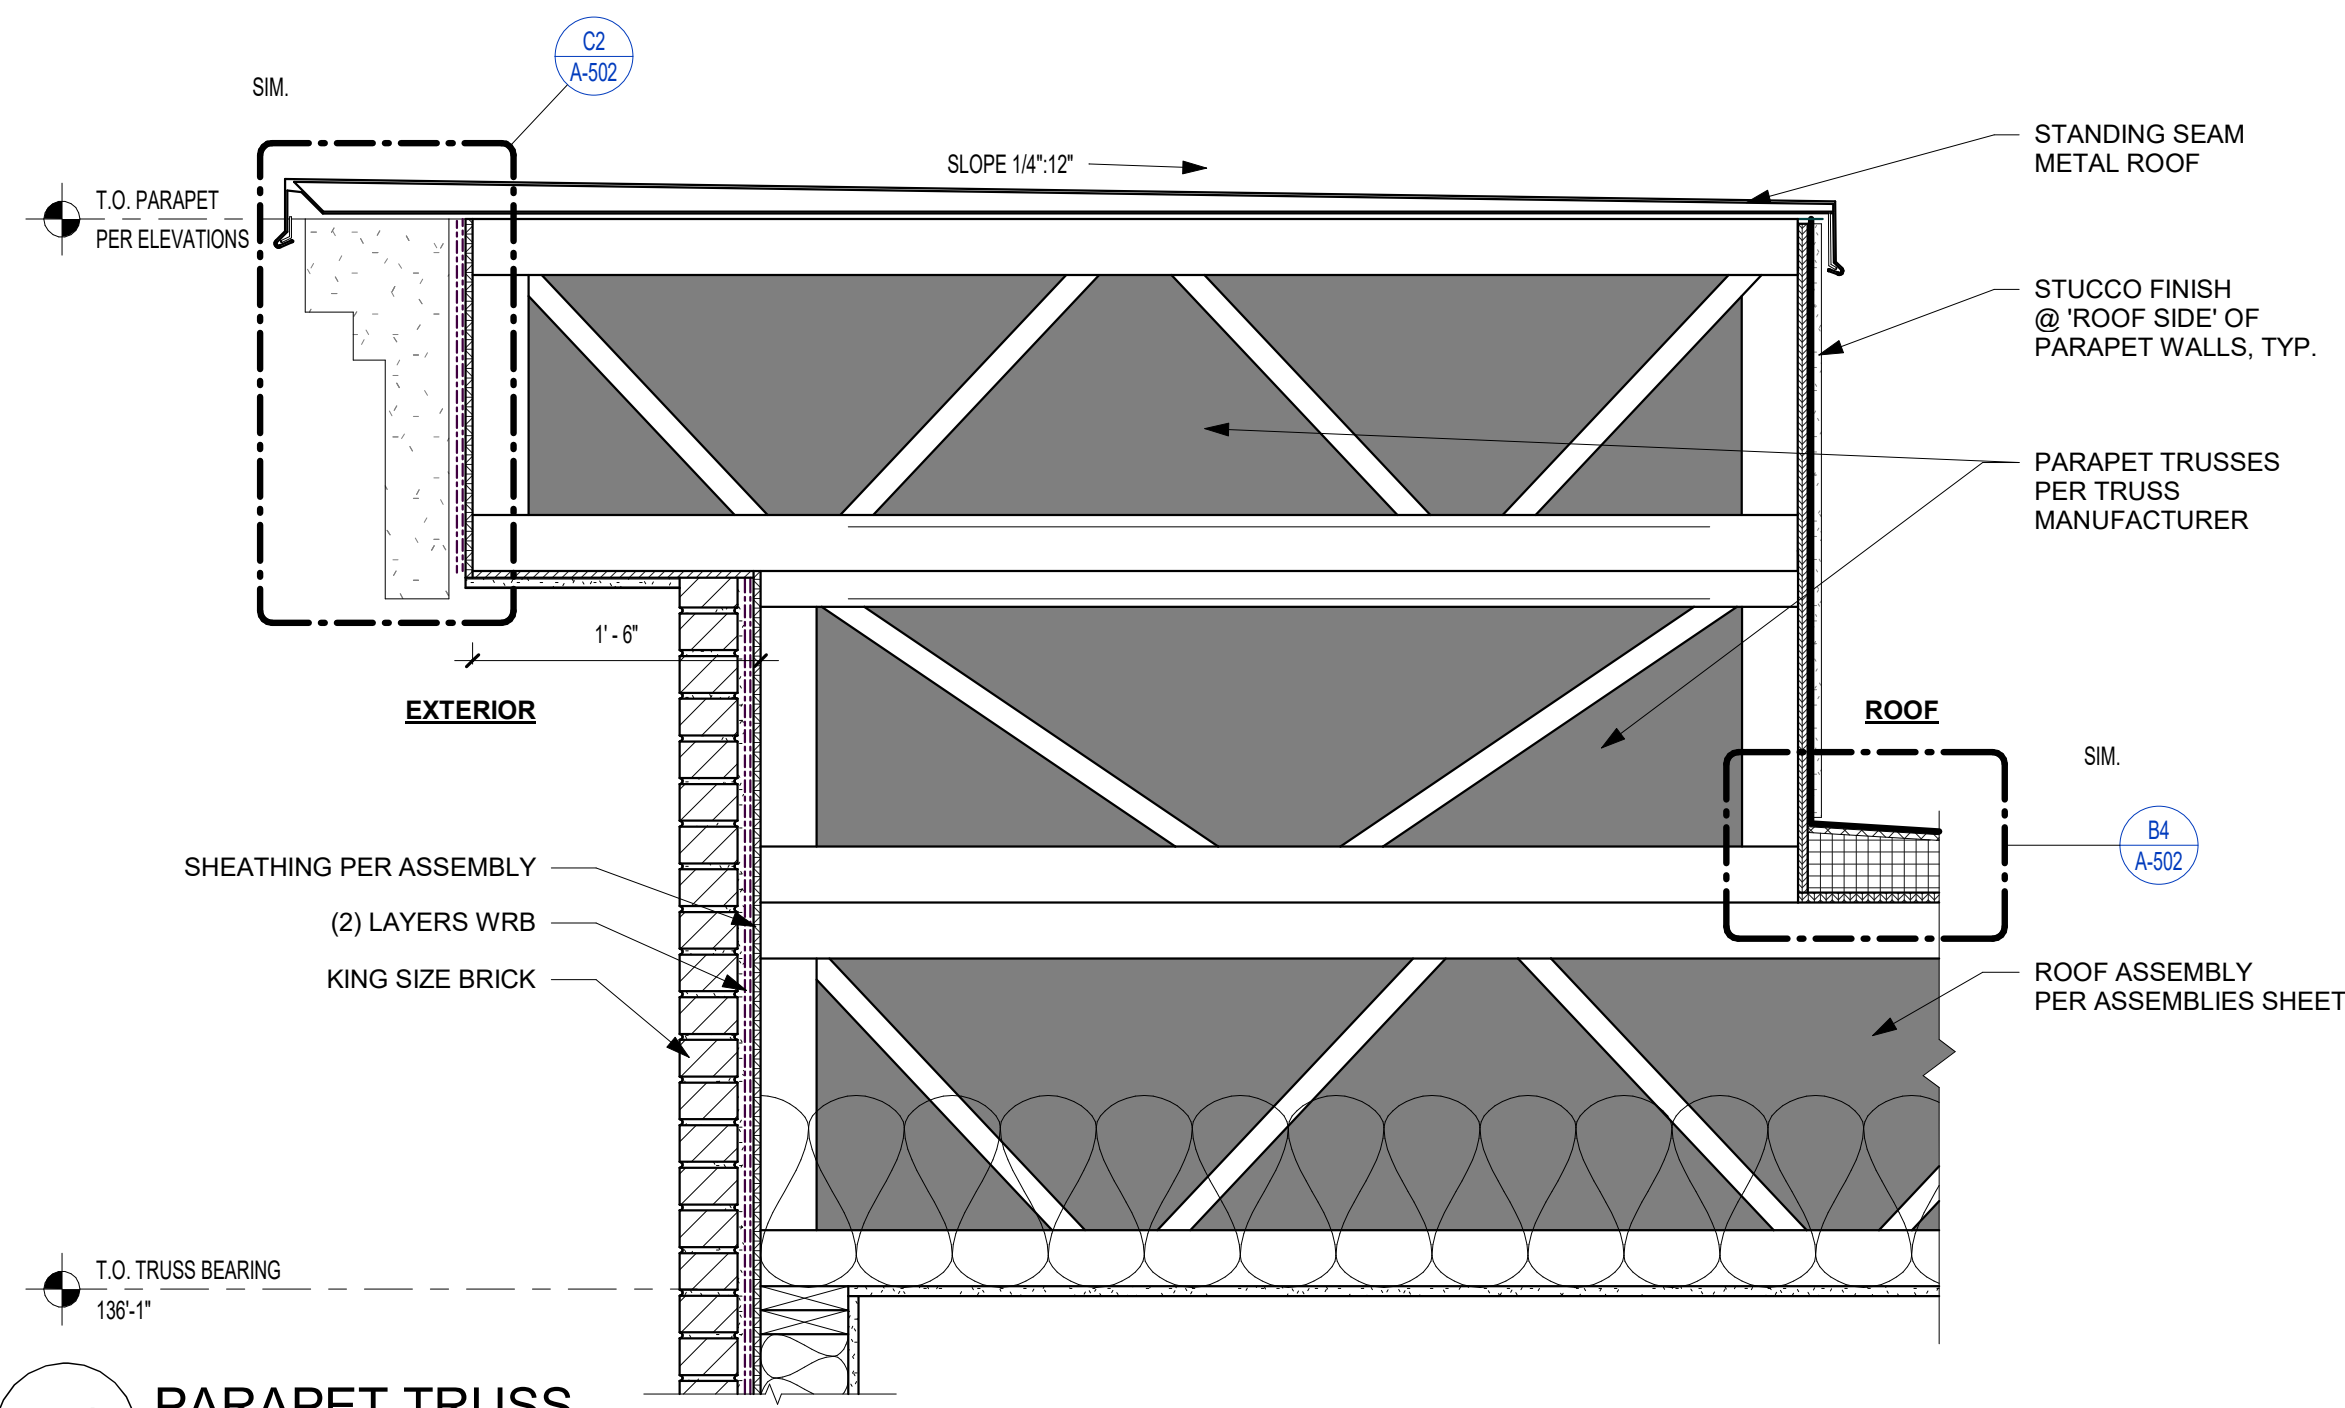 C2
A-502
SIM.
SLOPE 1/4":12"
STANDING SEAM
METAL ROOF
T.O. PARAPET
PER ELEVATIONS
STUCCO FINISH
@ 'ROOF SIDE' OF
PARAPET WALLS, TYP.
PARAPET TRUSSES
PER TRUSS
MANUFACTURER
1' - 6"
EXTERIOR
ROOF
SIM.
B4
A-502
SHEATHING PER ASSEMBLY
(2) LAYERS WRB
KING SIZE BRICK
ROOF ASSEMBLY
PER ASSEMBLIES SHEET
T.O. TRUSS BEARING
136'-1"
PARAPET TRUSS